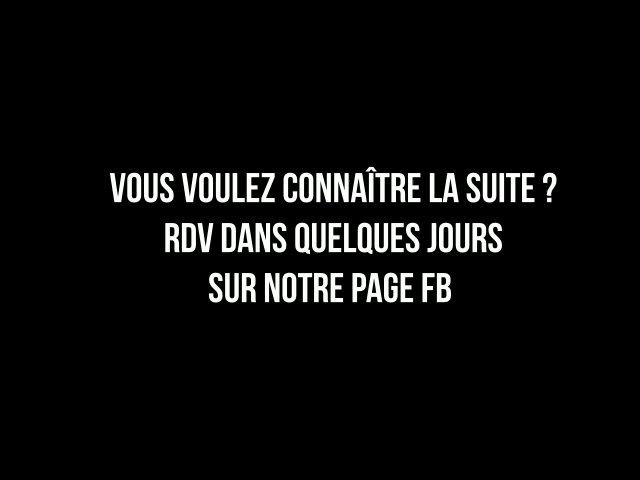 VOUS VOULEZ CONNAÎTRE LA SUITE ?
RDV DANS QUELQUES JOURS
SUR NOTRE PAGE FB